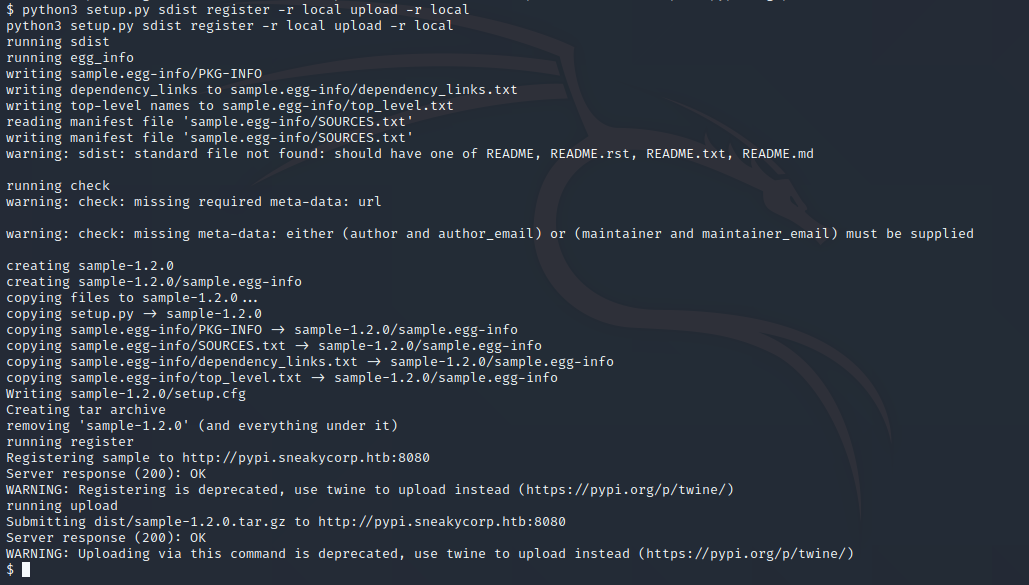 $ python3 setup.py sdist register -r local upload -r local
python3 setup.py sdist register -r local upload -r local
running sdist
running egg_info
writing sample.egg-info/PKG-INFO
writing dependency_links to sample.egg-info/dependency_links.txt
writing top-level names to sample.egg-info/top_level.txt
reading manifest file 'sample.egg-info/SOURCES.txt'
writing manifest file 'sample.egg-info/SOURCES.txt'
warning: sdist: standard file not found: should have one of README, README.rst, README.txt, README.md
running check
warning: check: missing required meta-data: url
warning: check: missing meta-data: either (author and author_email) or (maintainer and maintainer_email) must be supplied
creating sample-1.2.0
creating sample-1.2.0/sample.egg-info
copying files to sample-1.2.0...
copying setup.py -> sample-1.2.0
copying sample.egg-info/PKG-INFO -> sample-1.2.0/sample.egg-info
copying sample.egg-info/SOURCES.txt -> sample-1.2.0/sample.egg-info
copying sample.egg-info/dependency_links.txt -> sample-1.2.0/sample.egg-info
copying sample.egg-info/top_level.txt -> sample-1.2.0/sample.egg-info
Writing sample-1.2.0/setup.cfg
Creating tar archive
removing 'sample-1.2.0' (and everything under it)
running register
Registering sample to http://pypi.sneakycorp.htb:8080
Server response (200): OK
WARNING: Registering is deprecated, use twine to upload instead (https://pypi.org/p/twine/)
running upload
Submitting dist/sample-1.2.0.tar.gz to http://pypi.sneakycorp.htb:8080
Server response (200): OK
WARNING: Uploading via this command is deprecated, use twine to upload instead (https://pypi.org/p/twine/)
$